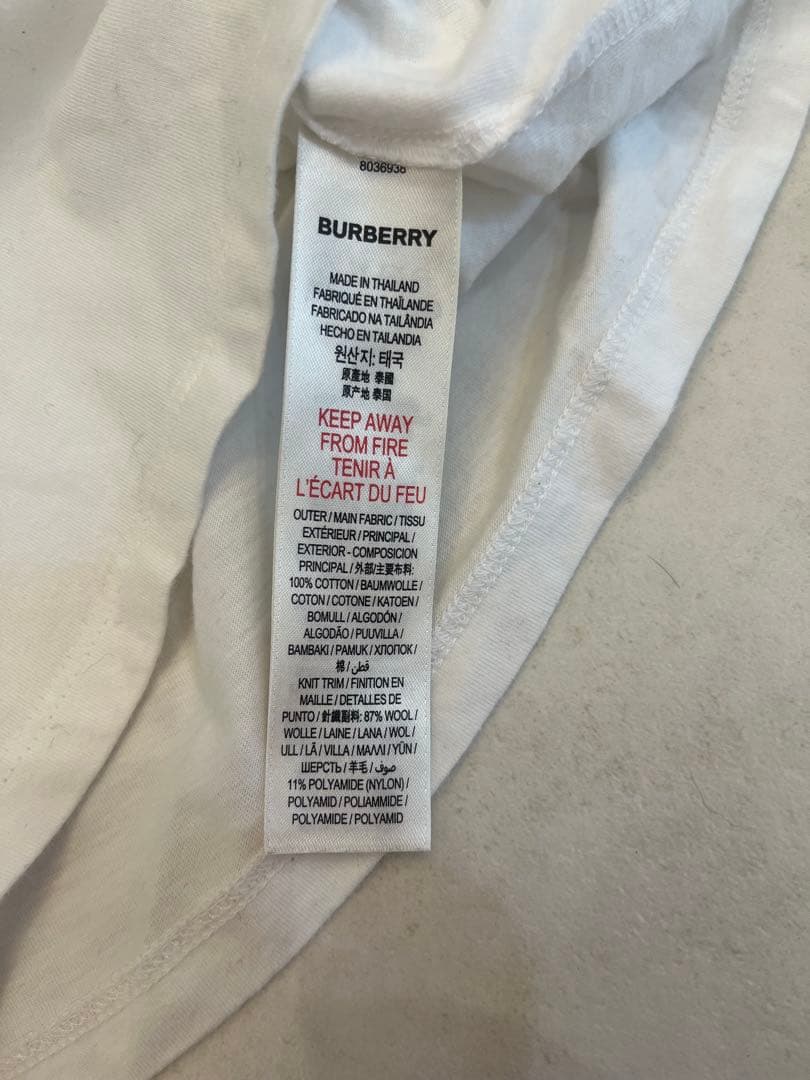 8036938
BURBERRY
MADE IN THAILAND
FABRIQUÉ EN THAÏLANDE
FABRICADO NA TAILÂNDIA
HECHO EN TAILANDIA
원산지: 태국
原產地 泰國
原产地 泰国
KEEP AWAY
FROM FIRE
TENIR À
L'ÉCART DU FEU
OUTER / MAIN FABRIC / TISSU
EXTÉRIEUR / PRINCIPAL /
EXTERIOR - COMPOSICION
PRINCIPAL / 外部/主要布料:
100% COTTON / BAUMWOLLE /
COTON / COTONE / KATOEN /
BOMULL / ALGODÓN /
ALGODÃO / PUUVILLA /
BAMBAKI / PAMUK / ХЛОПОК /
棉 / قطن /
KNIT TRIM / FINITION EN
MAILLE / DETALLES DE
PUNTO / 針織副料: 87% WOOL /
WOLLE / LAINE / LANA / WOL /
ULL / LÃ / VILLA / ΜΑΛΛΙ / YÜN /
ШЕРСТЬ / 羊毛 / صوف /
11% POLYAMIDE (NYLON) /
POLYAMID / POLIAMMIDE /
POLYAMIDE / POLYAMID